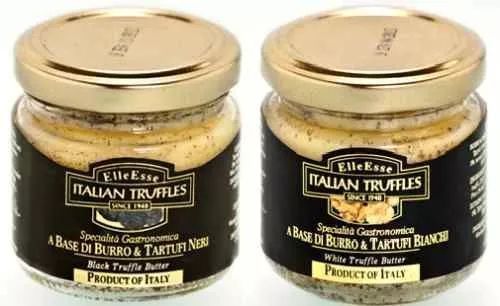 ElleEsse
ITALIAN TRUFFLES
SINCE 1948
Specialità Gastronomica
A BASE DI BURRO & TARTUFI NERI
Black Truffle Butter
PRODUCT OF ITALY
ElleEsse
ITALIAN TRUFFLES
SINCE 1948
Specialità Gastronomica
A BASE DI BURRO & TARTUFI BIANCHI
White Truffle Butter
PRODUCT OF ITALY